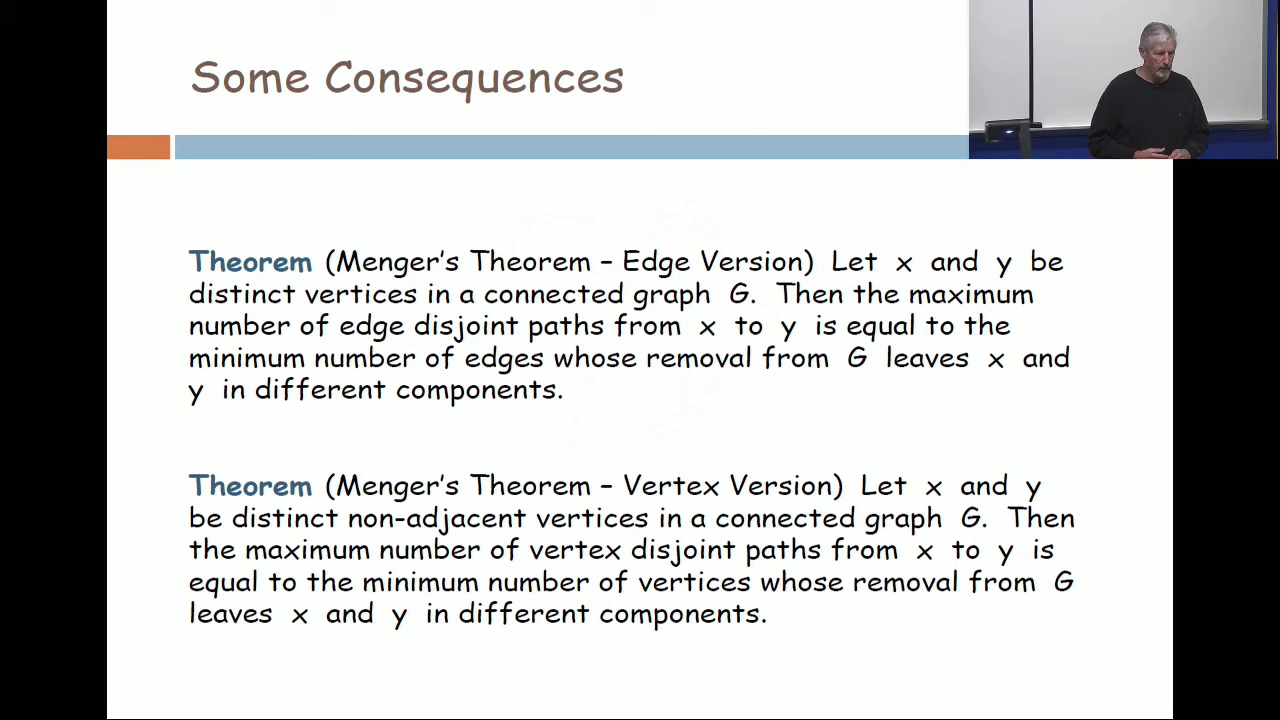 Some Consequences
Theorem (Menger's Theorem – Edge Version) Let x and y be
distinct vertices in a connected graph G. Then the maximum
number of edge disjoint paths from x to y is equal to the
minimum number of edges whose removal from G leaves x and
y in different components.
Theorem (Menger's Theorem – Vertex Version) Let x and y
be distinct non-adjacent vertices in a connected graph G. Then
the maximum number of vertex disjoint paths from x to y is
equal to the minimum number of vertices whose removal from G
leaves x and y in different components.